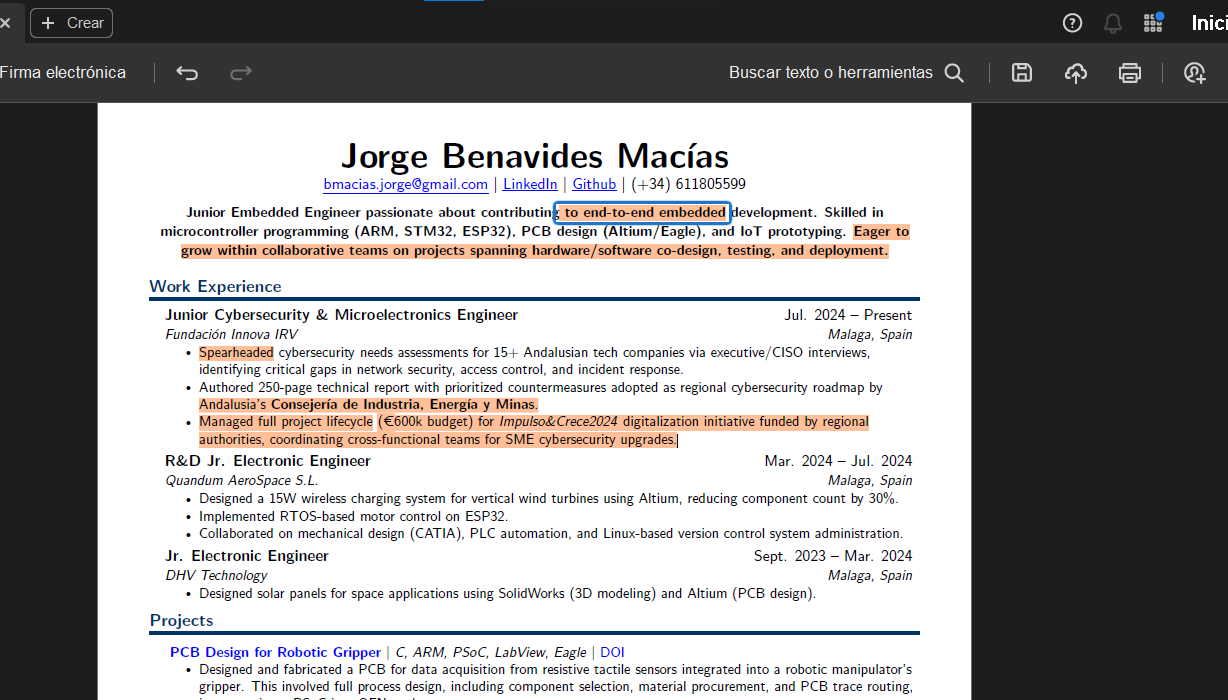 Crear
Inici
Firma electrónica
Buscar texto o herramientas
Jorge Benavides Macías
bmacias.jorge@gmail.com | LinkedIn | Github | (+34) 611805599
Junior Embedded Engineer passionate about contributing to end-to-end embedded development. Skilled in
microcontroller programming (ARM, STM32, ESP32), PCB design (Altium/Eagle), and IoT prototyping. Eager to
grow within collaborative teams on projects spanning hardware/software co-design, testing, and deployment.
Work Experience
Junior Cybersecurity & Microelectronics Engineer Jul. 2024 – Present
Fundación Innova IRV Malaga, Spain
• Spearheaded cybersecurity needs assessments for 15+ Andalusian tech companies via executive/CISO interviews,
identifying critical gaps in network security, access control, and incident response.
• Authored 250-page technical report with prioritized countermeasures adopted as regional cybersecurity roadmap by
Andalusia's Consejería de Industria, Energía y Minas.
• Managed full project lifecycle (€600k budget) for Impulso&Crece2024 digitalization initiative funded by regional
authorities, coordinating cross-functional teams for SME cybersecurity upgrades.
R&D Jr. Electronic Engineer Mar. 2024 – Jul. 2024
Quandum AeroSpace S.L. Malaga, Spain
• Designed a 15W wireless charging system for vertical wind turbines using Altium, reducing component count by 30%.
• Implemented RTOS-based motor control on ESP32.
• Collaborated on mechanical design (CATIA), PLC automation, and Linux-based version control system administration.
Jr. Electronic Engineer Sept. 2023 – Mar. 2024
DHV Technology Malaga, Spain
• Designed solar panels for space applications using SolidWorks (3D modeling) and Altium (PCB design).
Projects
PCB Design for Robotic Gripper | C, ARM, PSoC, LabView, Eagle | DOI
• Designed and fabricated a PCB for data acquisition from resistive tactile sensors integrated into a robotic manipulator's
gripper. This involved full process design, including component selection, material procurement, and PCB trace routing,